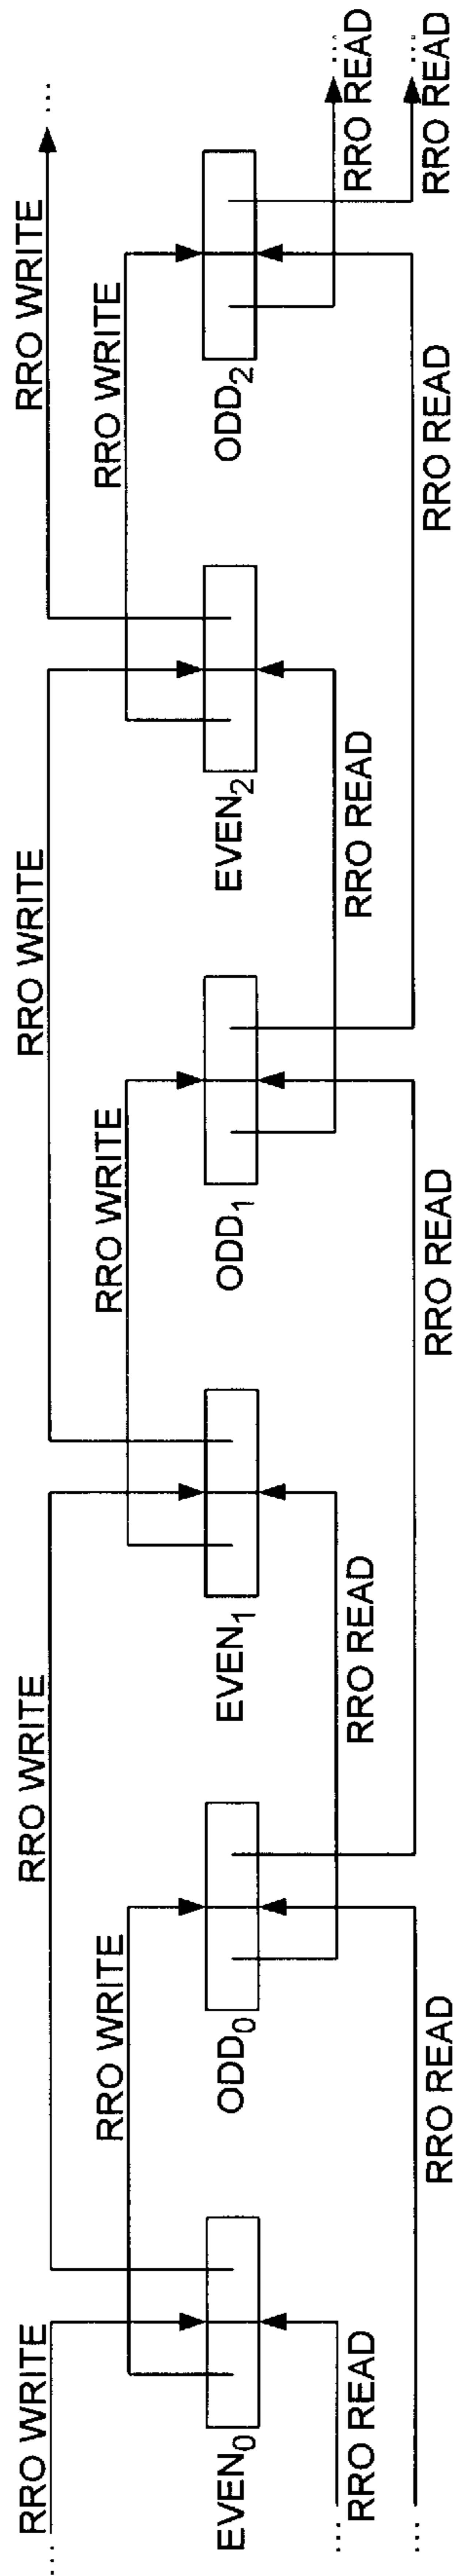 ... RRO WRITE RRO WRITE RRO WRITE RRO WRITE ...
RRO WRITE RRO WRITE RRO WRITE
EVEN₀ ODD₀ EVEN₁ ODD₁ EVEN₂ ODD₂
... RRO READ RRO READ RRO READ RRO READ ...
... RRO READ RRO READ RRO READ RRO READ ...